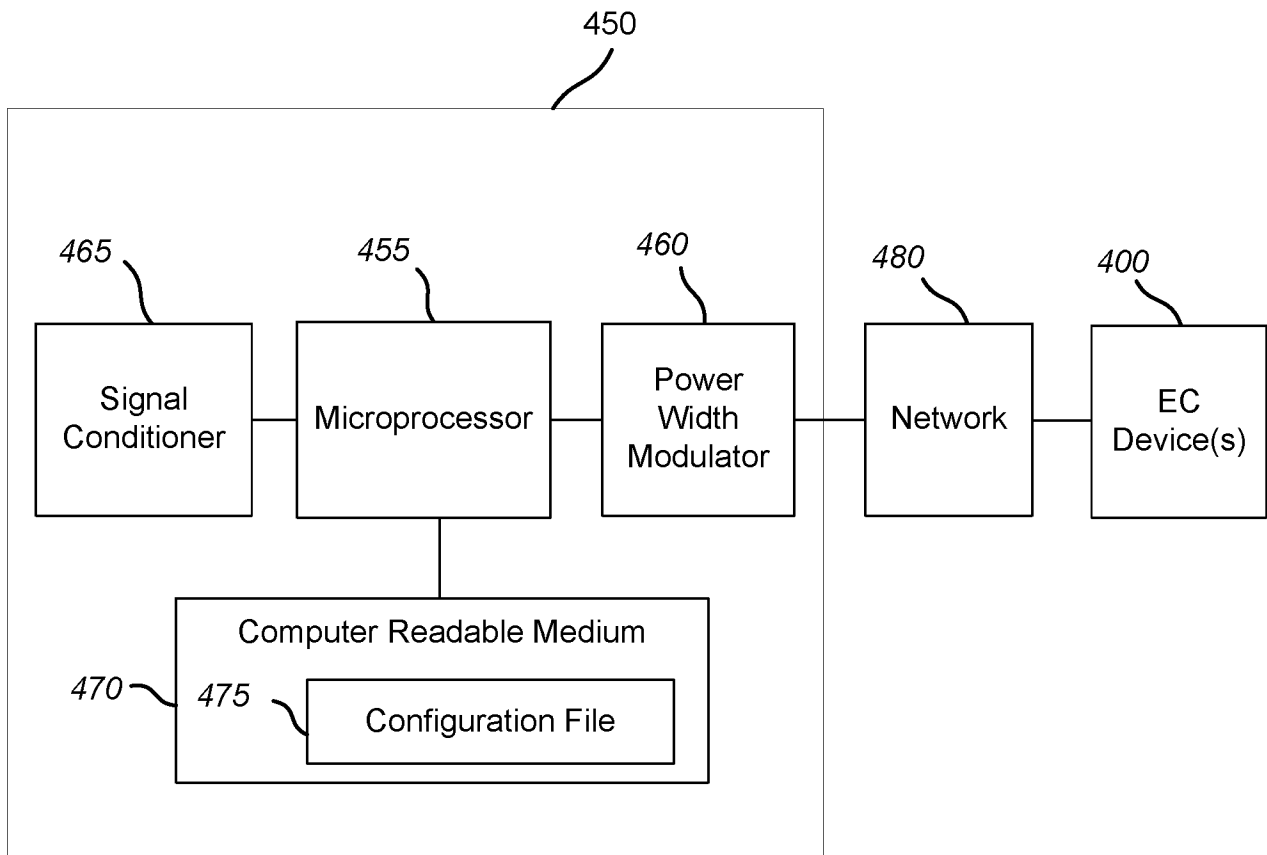 450
465
455
460
480
400
Signal
Conditioner
Microprocessor
Power
Width
Modulator
Network
EC
Device(s)
Computer Readable Medium
470
475
Configuration File